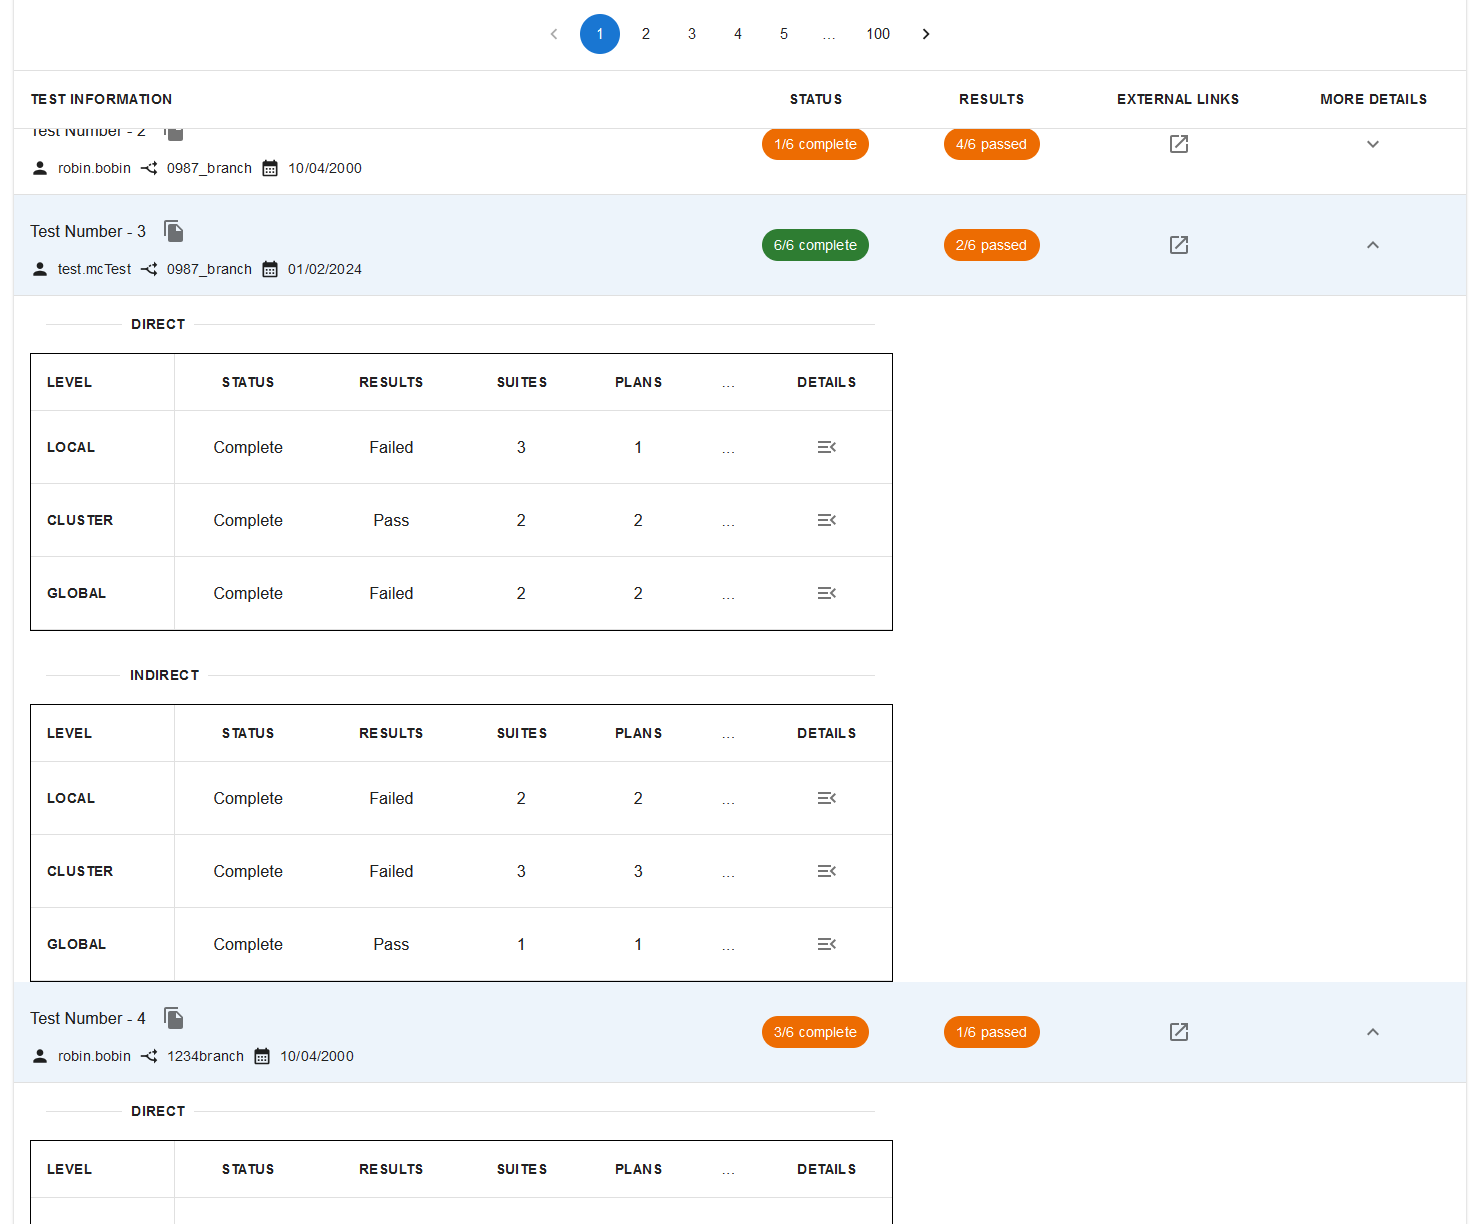 1 2 3 4 5 ... 100
TEST INFORMATION STATUS RESULTS EXTERNAL LINKS MORE DETAILS
Test Number - 2 1/6 complete 4/6 passed
robin.bobin 0987_branch 10/04/2000
Test Number - 3 6/6 complete 2/6 passed
test.mcTest 0987_branch 01/02/2024
DIRECT
LEVEL STATUS RESULTS SUITES PLANS ... DETAILS
LOCAL Complete Failed 3 1 ...
CLUSTER Complete Pass 2 2 ...
GLOBAL Complete Failed 2 2 ...
INDIRECT
LEVEL STATUS RESULTS SUITES PLANS ... DETAILS
LOCAL Complete Failed 2 2 ...
CLUSTER Complete Failed 3 3 ...
GLOBAL Complete Pass 1 1 ...
Test Number - 4 3/6 complete 1/6 passed
robin.bobin 1234branch 10/04/2000
DIRECT
LEVEL STATUS RESULTS SUITES PLANS ... DETAILS